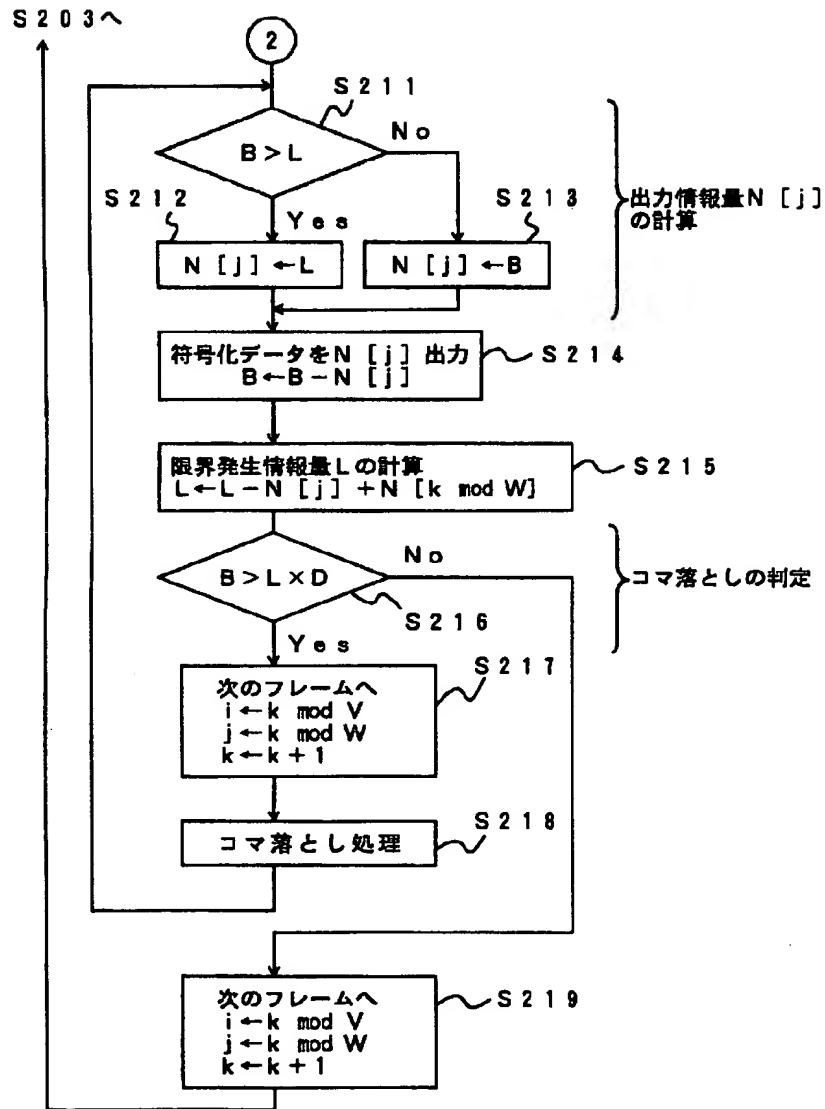 S203へ
2
S211
B>L
No
S212
Yes
S213
出力情報量N [j]
の計算
N [j] ←L
N [j] ←B
符号化データをN [j] 出力
B←B－N [j]
S214
限界発生情報量Lの計算
L←L－N [j] ＋N [k mod W]
S215
B>L×D
No
コマ落としの判定
S216
Yes
S217
次のフレームへ
i←k mod V
j←k mod W
k←k＋1
S218
コマ落とし処理
次のフレームへ
i←k mod V
j←k mod W
k←k＋1
S219